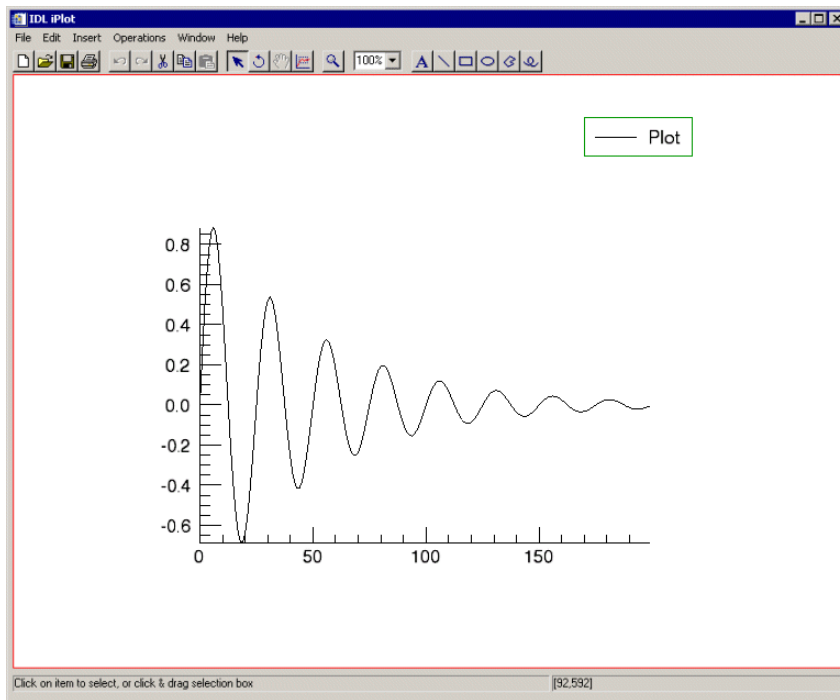 IDL iPlot
File Edit Insert Operations Window Help
100% A
Plot
0.8
0.6
0.4
0.2
0.0
-0.2
-0.4
-0.6
0 50 100 150
Click on item to select, or click & drag selection box [92,592]